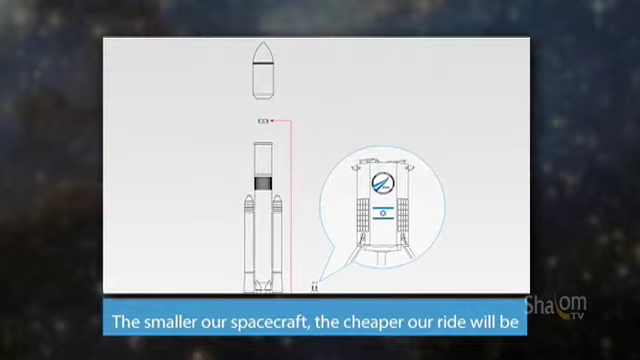 The smaller our spacecraft, the cheaper our ride will be
Shalom
TV